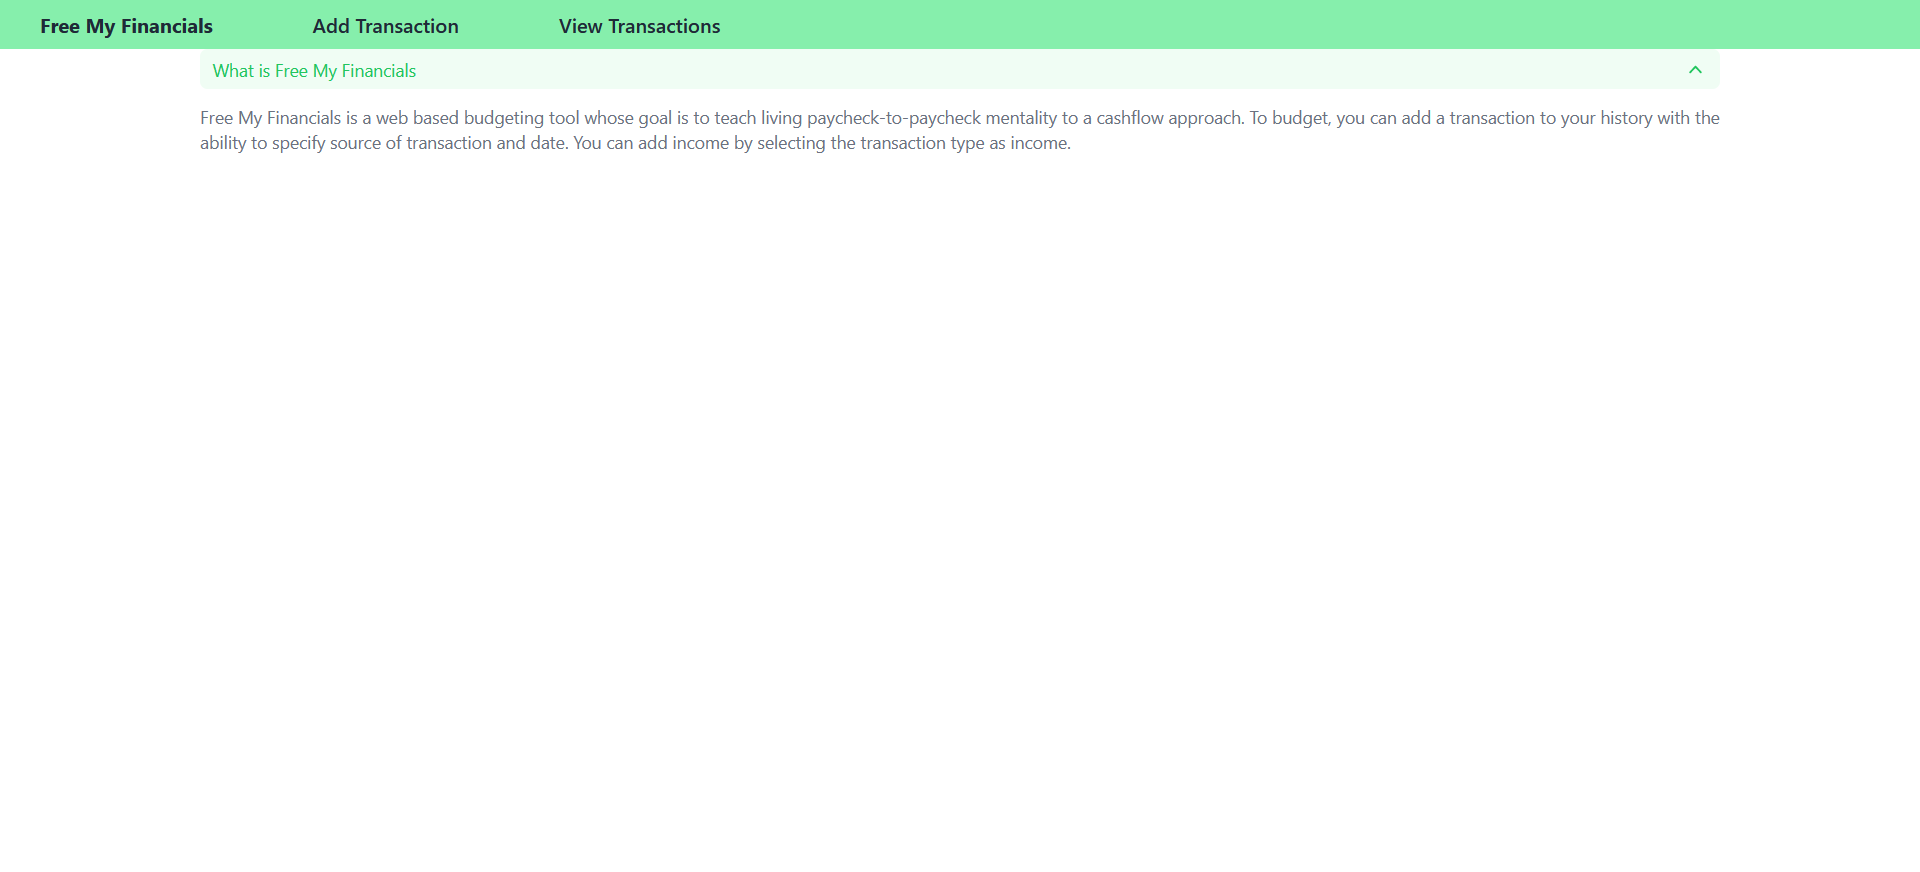 Free My Financials Add Transaction View Transactions
What is Free My Financials
Free My Financials is a web based budgeting tool whose goal is to teach living paycheck-to-paycheck mentality to a cashflow approach. To budget, you can add a transaction to your history with the
ability to specify source of transaction and date. You can add income by selecting the transaction type as income.